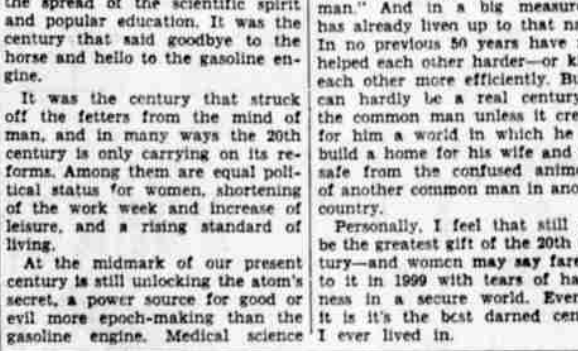 the spread of the scientific spirit
and popular education. It was the
century that said goodbye to the
horse and hello to the gasoline en-
gine.
It was the century that struck
off the fetters from the mind of
man, and in many ways the 20th
century is only carrying on its re-
forms. Among them are equal poli-
tical status for women, shortening
of the work week and increase of
leisure, and a rising standard of
living.
At the midmark of our present
century is still unlocking the atom's
secret, a power source for good or
evil more epoch-making than the
gasoline engine. Medical science
man." And in a big measure
has already liven up to that
In no previous 50 years have
helped each other harder—or
each other more efficiently.
can hardly be a real century
the common man unless it
for him a world in which he
build a home for his wife and
safe from the confused
of another common man in
country.
Personally, I feel that still
be the greatest gift of the 20th
tury—and women may say
to it in 1999 with tears of
ness in a secure world.
it is it's the best darned
I ever lived in.